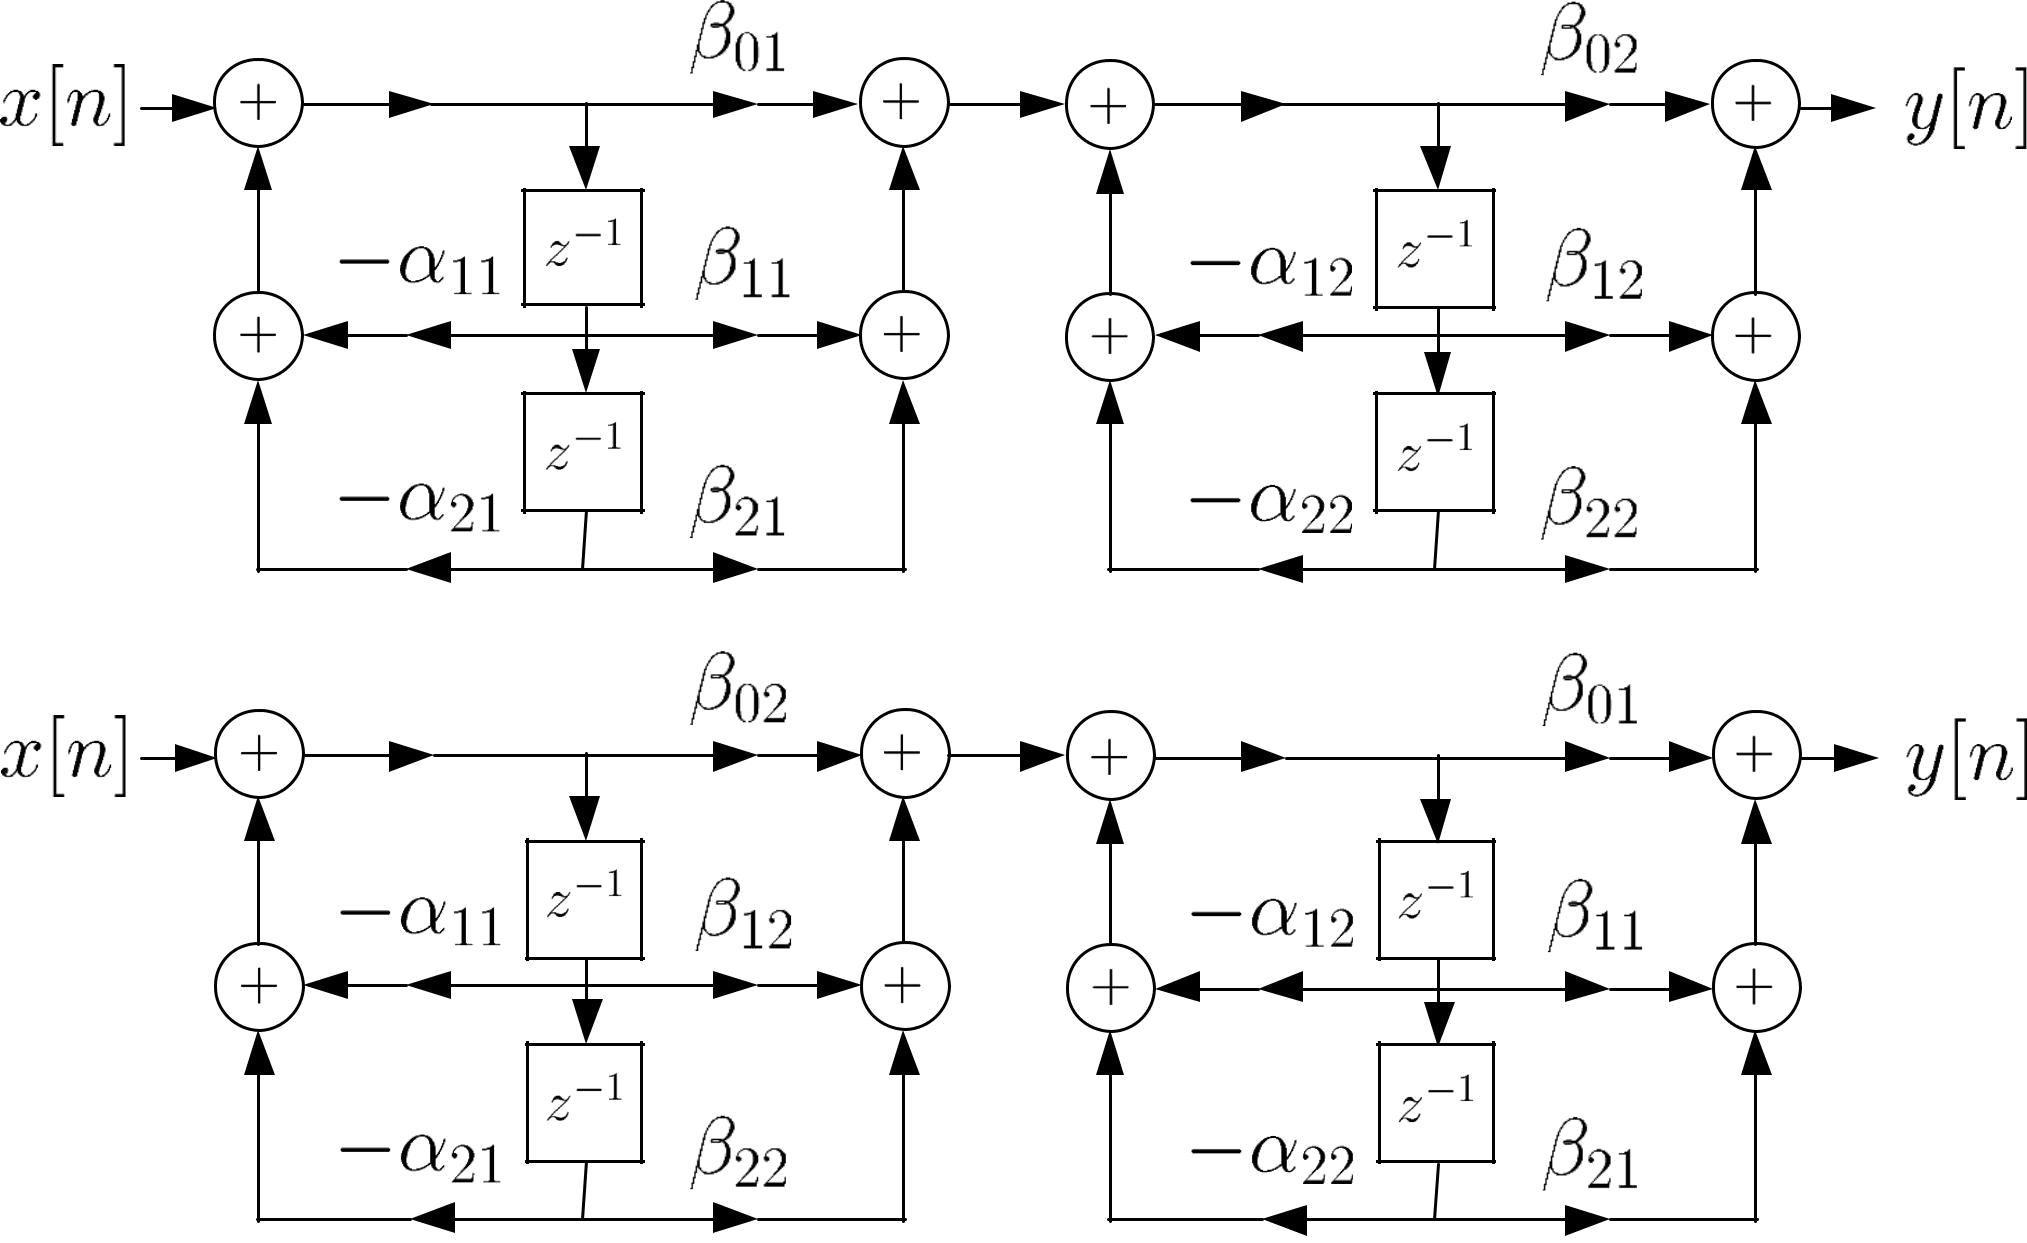 β₀₁ β₀₂
x[n] + + + + y[n]
−α₁₁ z⁻¹ β₁₁ −α₁₂ z⁻¹ β₁₂
+ + + +
−α₂₁ z⁻¹ β₂₁ −α₂₂ z⁻¹ β₂₂
β₀₂ β₀₁
x[n] + + + + y[n]
−α₁₁ z⁻¹ β₁₂ −α₁₂ z⁻¹ β₁₁
+ + + +
−α₂₁ z⁻¹ β₂₂ −α₂₂ z⁻¹ β₂₁